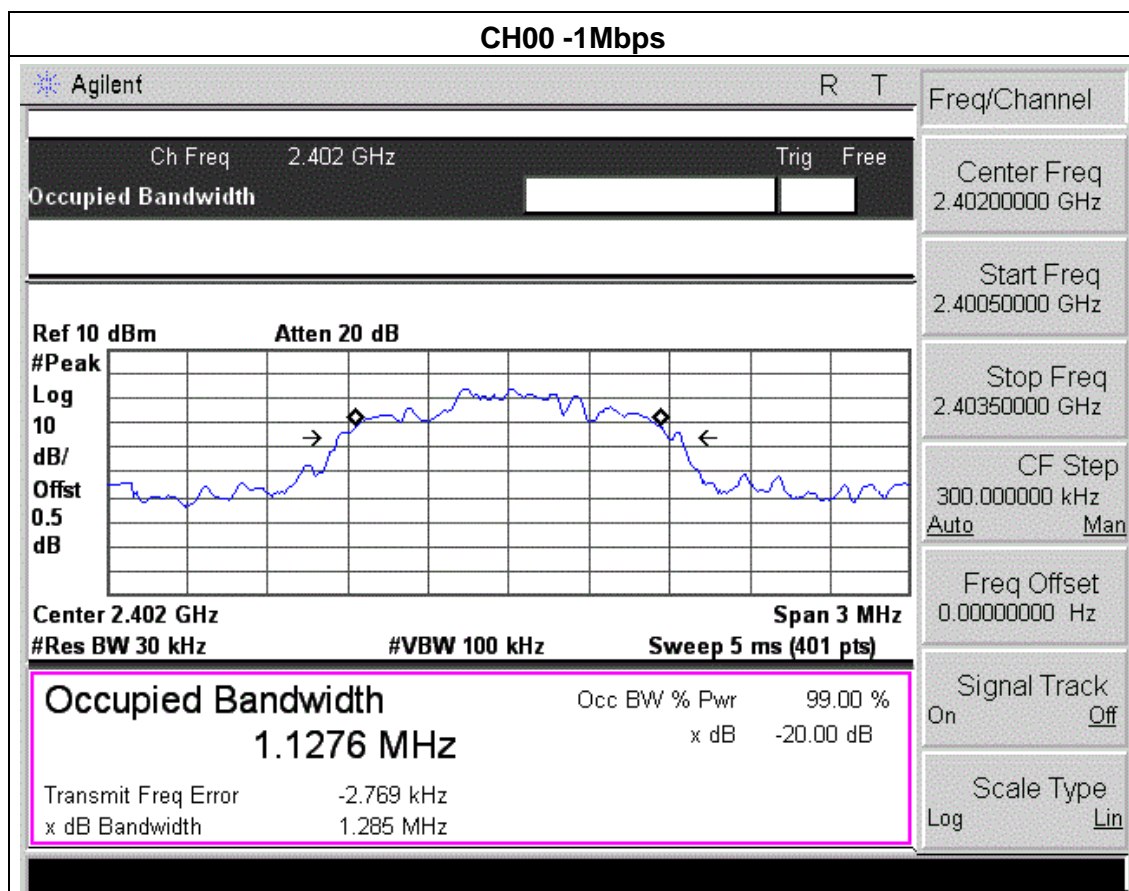 CH00 -1Mbps
Agilent R T
Ch Freq 2.402 GHz Trig Free
Occupied Bandwidth
Ref 10 dBm Atten 20 dB
#Peak
Log
10
dB/
Offst
0.5
dB
Center 2.402 GHz Span 3 MHz
#Res BW 30 kHz #VBW 100 kHz Sweep 5 ms (401 pts)
Occupied Bandwidth
1.1276 MHz
Occ BW % Pwr 99.00 %
x dB -20.00 dB
Transmit Freq Error -2.769 kHz
x dB Bandwidth 1.285 MHz
Freq/Channel
Center Freq
2.40200000 GHz
Start Freq
2.40050000 GHz
Stop Freq
2.40350000 GHz
CF Step
300.000000 kHz
Auto Man
Freq Offset
0.00000000 Hz
Signal Track
On Off
Scale Type
Log Lin